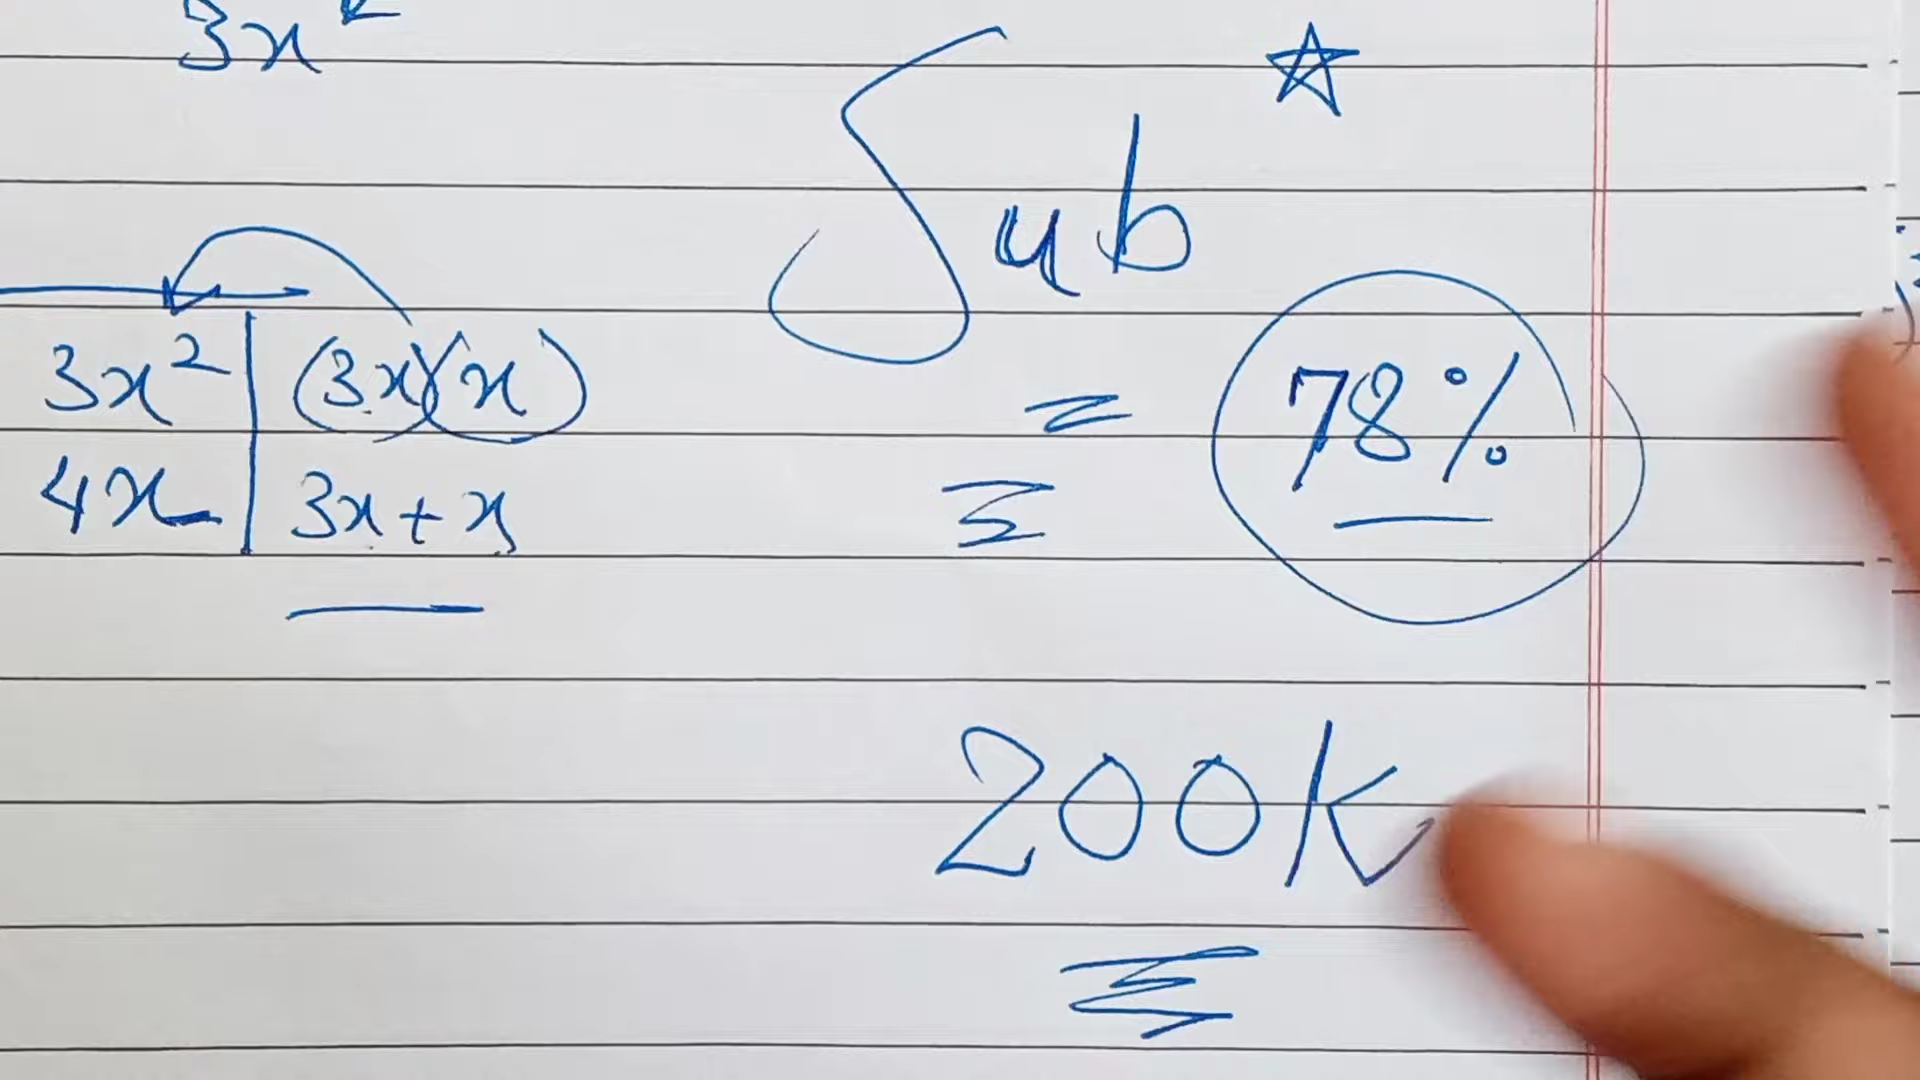 3x²
Sub
3x² | (3x)(x)
78%
4x | 3x + x
200K